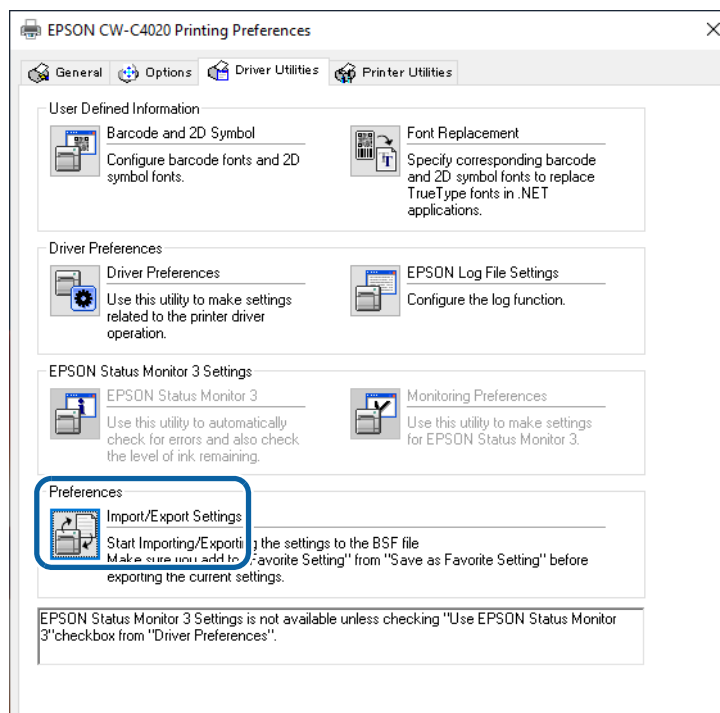 EPSON CW-C4020 Printing Preferences
General Options Driver Utilities Printer Utilities
User Defined Information
Barcode and 2D Symbol
Configure barcode fonts and 2D
symbol fonts.
Font Replacement
Specify corresponding barcode
and 2D symbol fonts to replace
TrueType fonts in .NET
applications.
Driver Preferences
Driver Preferences
Use this utility to make settings
related to the printer driver
operation.
EPSON Log File Settings
Configure the log function.
EPSON Status Monitor 3 Settings
EPSON Status Monitor 3
Use this utility to automatically
check for errors and also check
the level of ink remaining.
Monitoring Preferences
Use this utility to make settings
for EPSON Status Monitor 3.
Preferences
Import/Export Settings
Start Importing/Exporting the settings to the BSF file
Make sure you add to "Favorite Setting" from "Save as Favorite Setting" before
exporting the current settings.
EPSON Status Monitor 3 Settings is not available unless checking "Use EPSON Status Monitor
3"checkbox from "Driver Preferences".